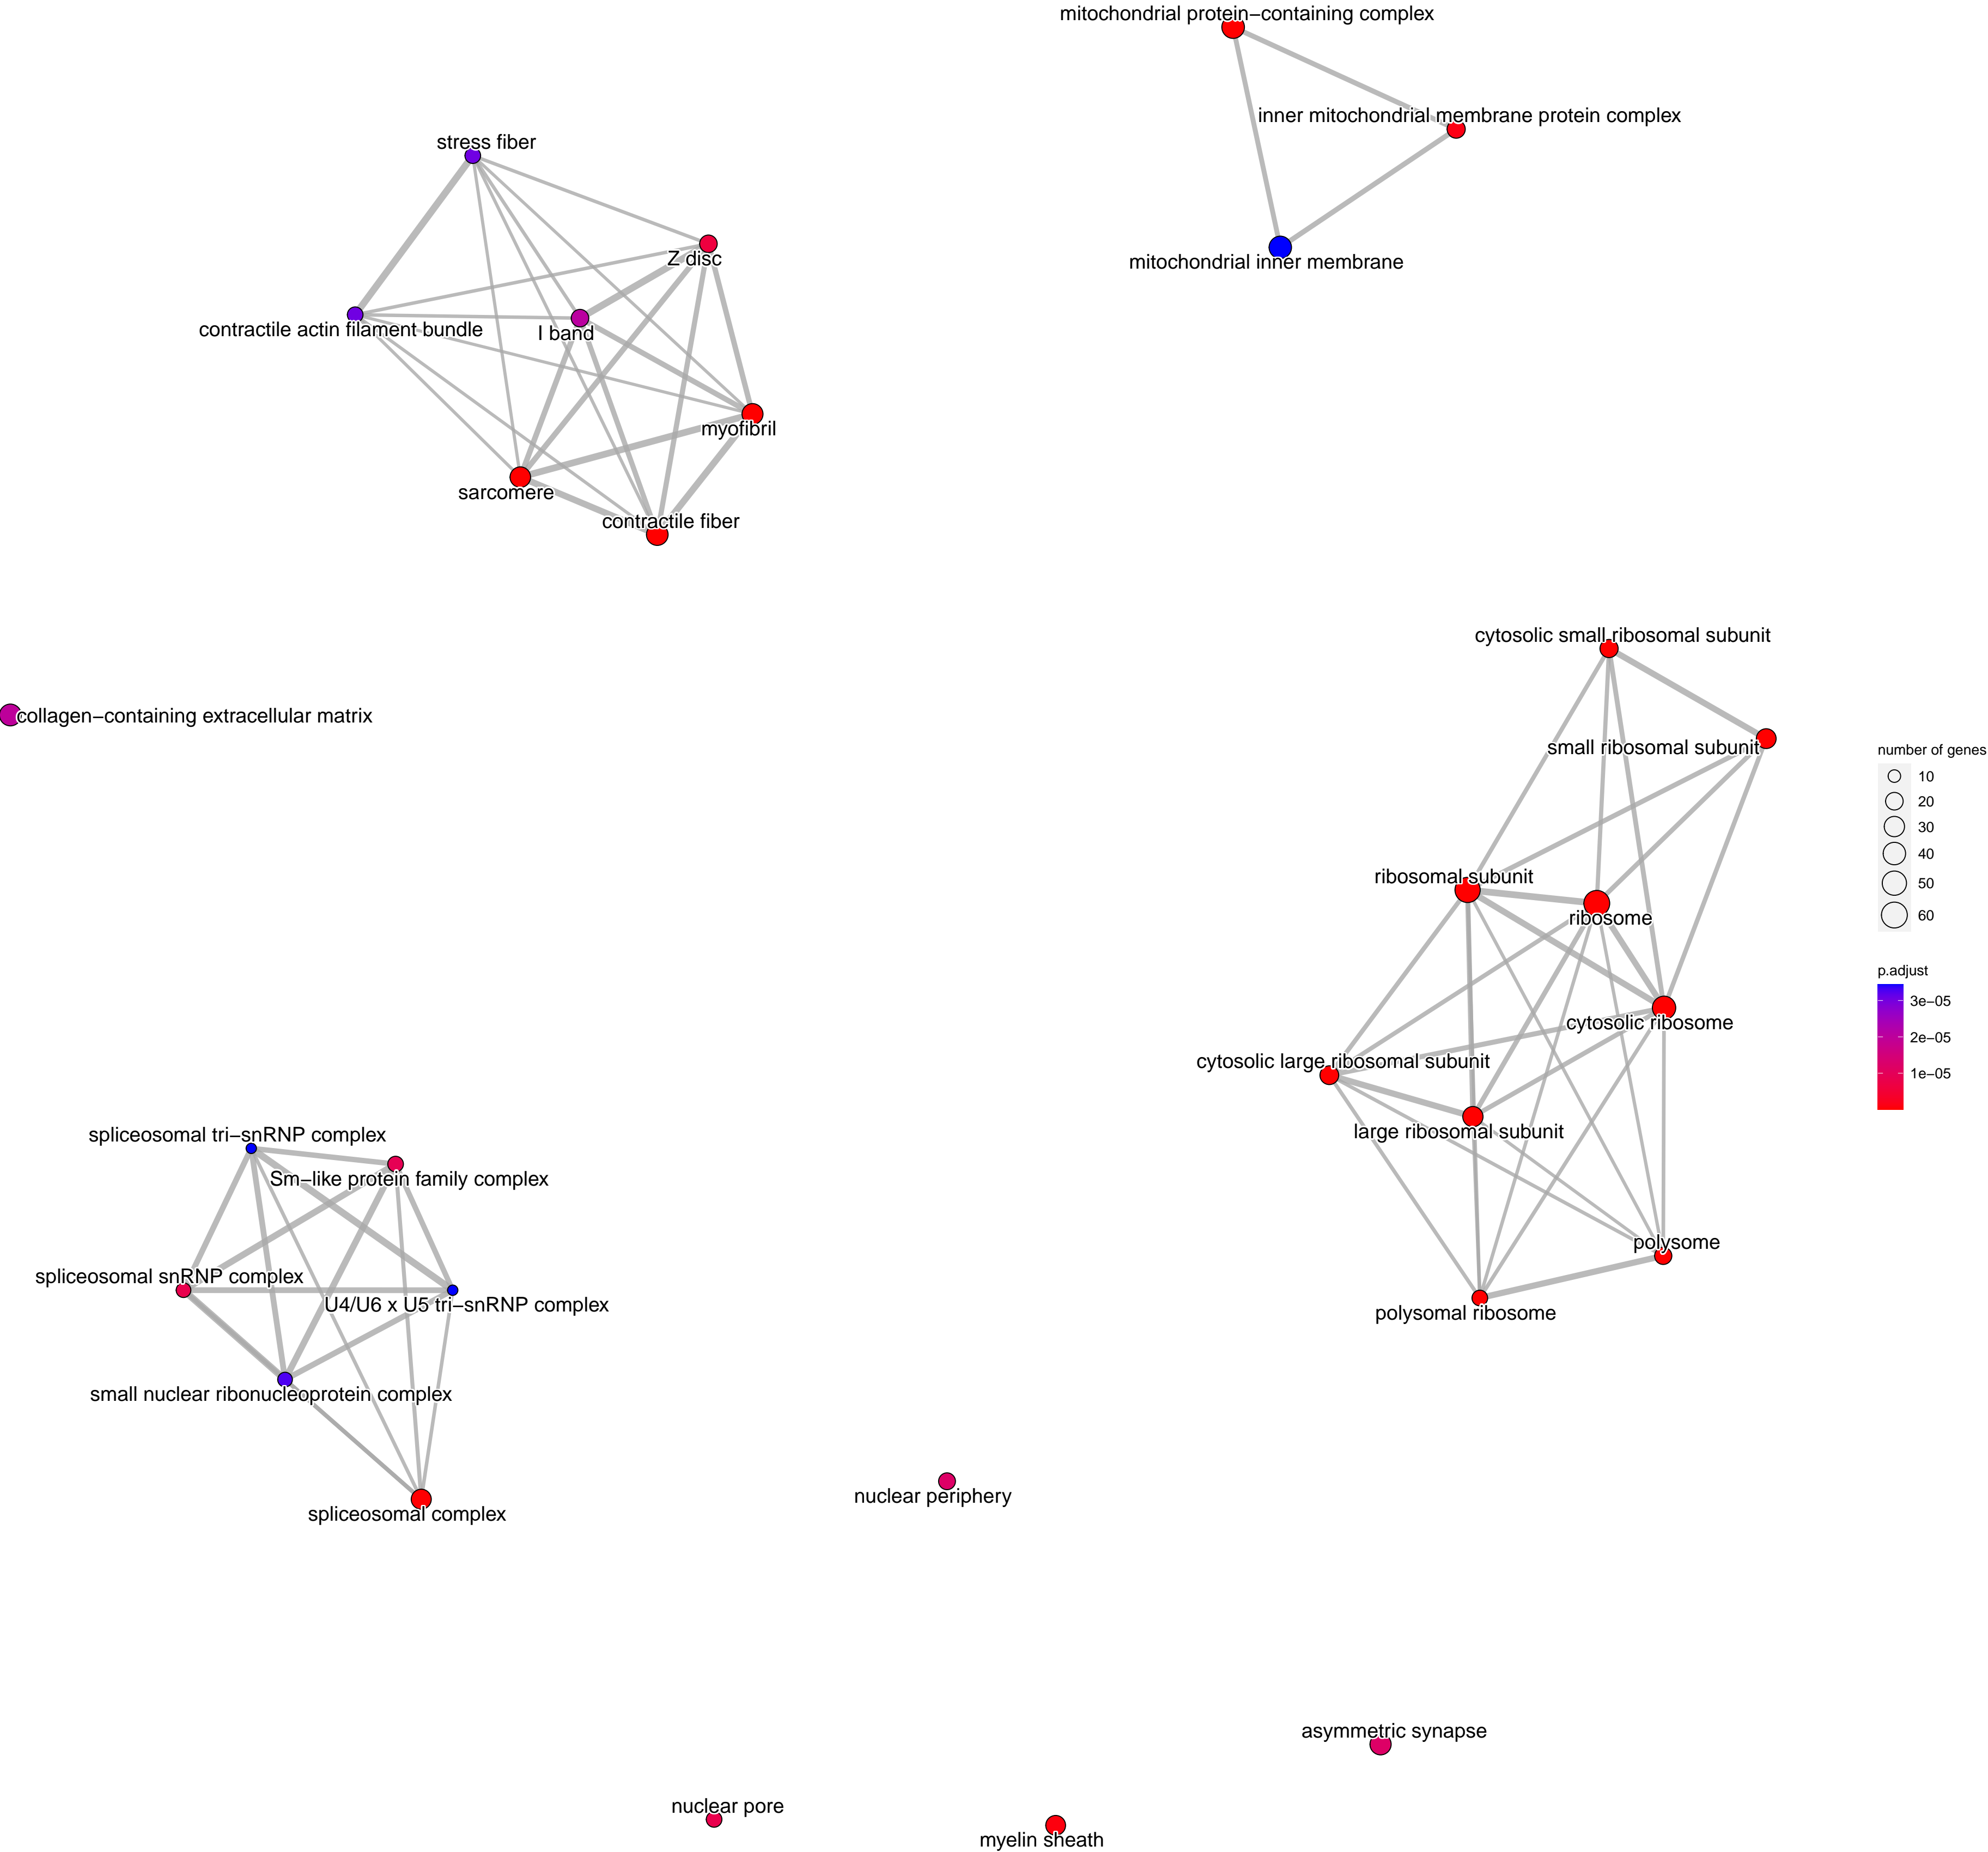 mitochondrial protein−containing complex
inner mitochondrial membrane protein complex
stress fiber
Z disc
mitochondrial inner membrane
contractile actin filament bundle
I band
myofibril
sarcomere
contractile fiber
cytosolic small ribosomal subunit
collagen−containing extracellular matrix
small ribosomal subunit
number of genes
10
20
30
40
50
60
ribosomal subunit
ribosome
p.adjust
3e−05
2e−05
1e−05
cytosolic ribosome
cytosolic large ribosomal subunit
large ribosomal subunit
spliceosomal tri−snRNP complex
Sm−like protein family complex
polysome
spliceosomal snRNP complex
U4/U6 x U5 tri−snRNP complex
polysomal ribosome
small nuclear ribonucleoprotein complex
nuclear periphery
spliceosomal complex
asymmetric synapse
nuclear pore
myelin sheath